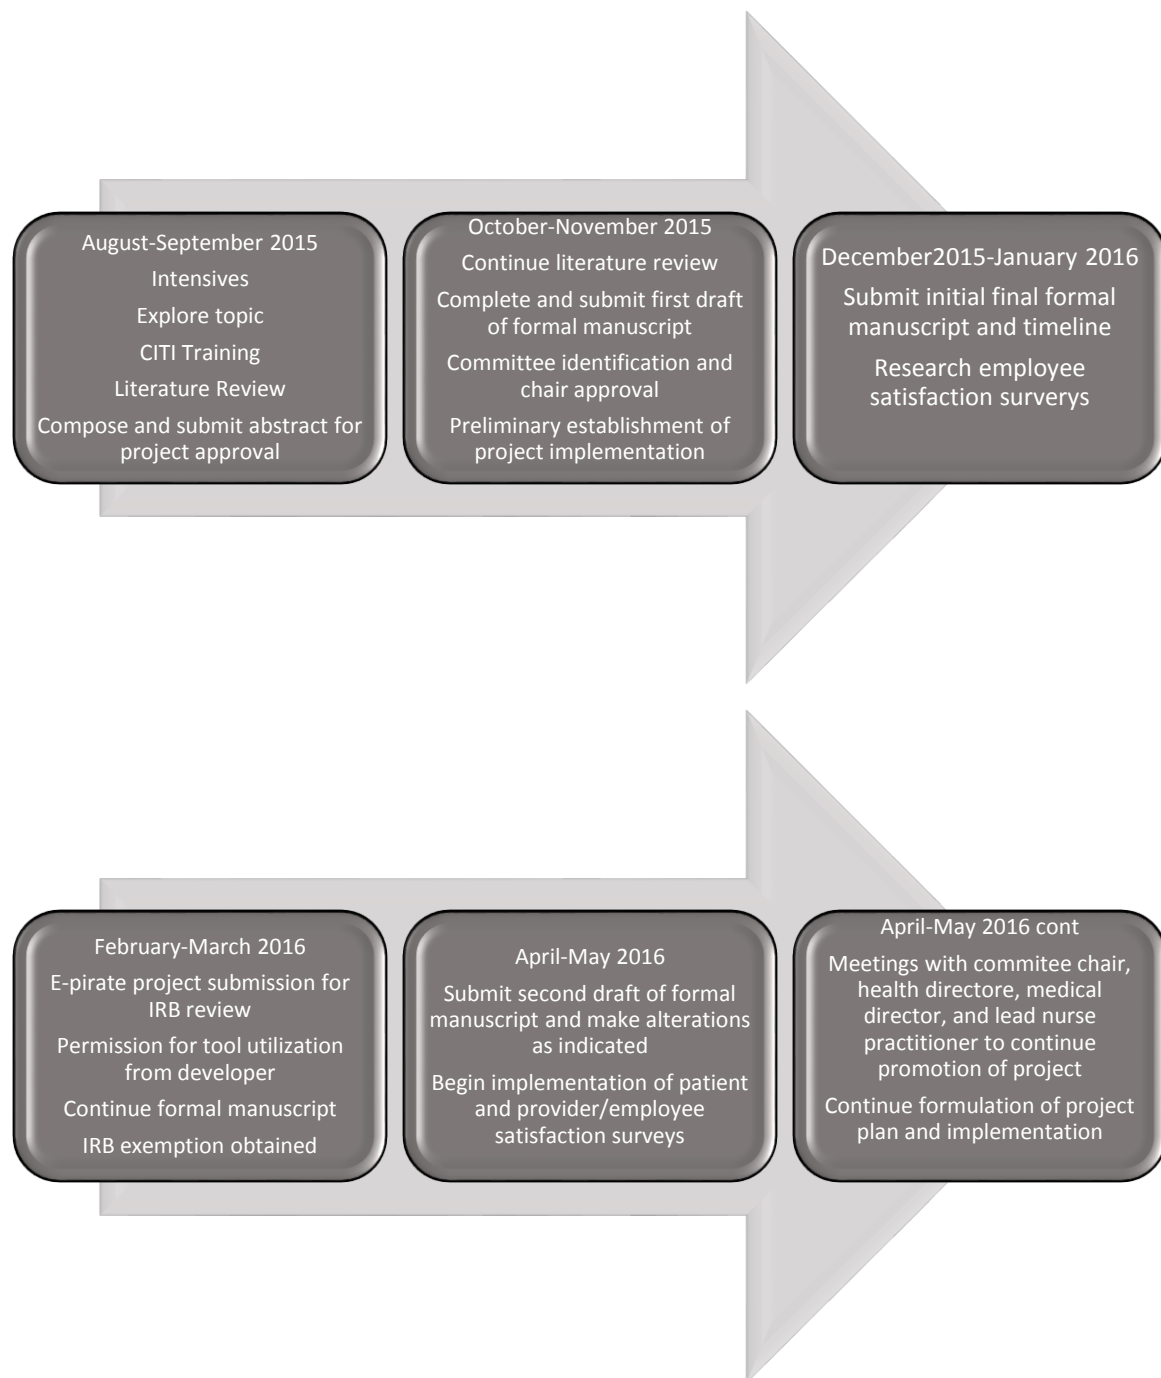 August-September 2015
Intensives
Explore topic
CITI Training
Literature Review
Compose and submit abstract for
project approval
October-November 2015
Continue literature review
Complete and submit first draft
of formal manuscript
Committee identification and
chair approval
Preliminary establishment of
project implementation
December2015-January 2016
Submit initial final formal
manuscript and timeline
Research employee
satisfaction surverys
February-March 2016
E-pirate project submission for
IRB review
Permission for tool utilization
from developer
Continue formal manuscript
IRB exemption obtained
April-May 2016
Submit second draft of formal
manuscript and make alterations
as indicated
Begin implementation of patient
and provider/employee
satisfaction surveys
April-May 2016 cont
Meetings with commitee chair,
health directore, medical
director, and lead nurse
practitioner to continue
promotion of project
Continue formulation of project
plan and implementation